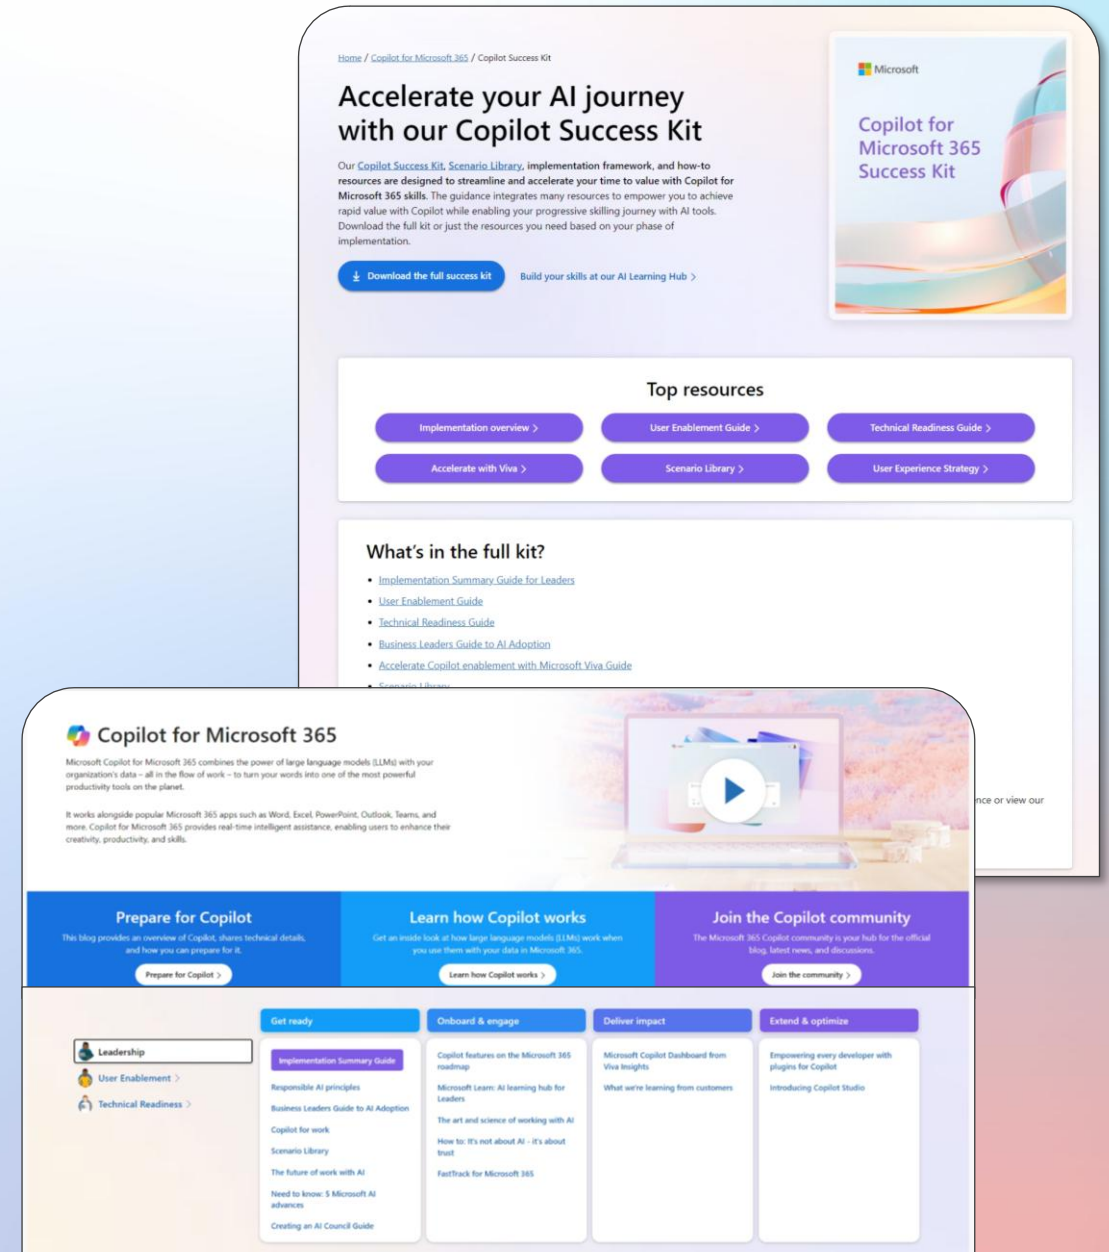 Home / Copilot for Microsoft 365 / Copilot Success Kit
Accelerate your AI journey
with our Copilot Success Kit
Our Copilot Success Kit, Scenario Library, implementation framework, and how-to
resources are designed to streamline and accelerate your time to value with Copilot for
Microsoft 365 skills. The guidance integrates many resources to empower you to achieve
rapid value with Copilot while enabling your progressive skilling journey with AI tools.
Download the full kit or just the resources you need based on your phase of
implementation.
Download the full success kit
Build your skills at our AI Learning Hub >
Microsoft
Copilot for
Microsoft 365
Success Kit
Top resources
Implementation overview >
User Enablement Guide >
Technical Readiness Guide >
Accelerate with Viva >
Scenario Library >
User Experience Strategy >
What's in the full kit?
• Implementation Summary Guide for Leaders
• User Enablement Guide
• Technical Readiness Guide
• Business Leaders Guide to AI Adoption
• Accelerate Copilot enablement with Microsoft Viva Guide
• Scenario Library
nce or view our
Copilot for Microsoft 365
Microsoft Copilot for Microsoft 365 combines the power of large language models (LLMs) with your
organization's data – all in the flow of work – to turn your words into one of the most powerful
productivity tools on the planet.
It works alongside popular Microsoft 365 apps such as Word, Excel, PowerPoint, Outlook, Teams, and
more. Copilot for Microsoft 365 provides real-time intelligent assistance, enabling users to enhance their
creativity, productivity, and skills.
Prepare for Copilot
This blog provides an overview of Copilot, shares technical details,
and how you can prepare for it.
Prepare for Copilot >
Learn how Copilot works
Get an inside look at how large language models (LLMs) work when
you use them with your data in Microsoft 365.
Learn how Copilot works >
Join the Copilot community
The Microsoft 365 Copilot community is your hub for the official
blog, latest news, and discussions.
Join the community >
Leadership
User Enablement >
Technical Readiness >
Get ready
Implementation Summary Guide
Responsible AI principles
Business Leaders Guide to AI Adoption
Copilot for work
Scenario Library
The future of work with AI
Need to know: 5 Microsoft AI
advances
Creating an AI Council Guide
Onboard & engage
Copilot features on the Microsoft 365
roadmap
Microsoft Learn: AI learning hub for
Leaders
The art and science of working with AI
How to: It's not about AI - it's about
trust
FastTrack for Microsoft 365
Deliver impact
Microsoft Copilot Dashboard from
Viva Insights
What we're learning from customers
Extend & optimize
Empowering every developer with
plugins for Copilot
Introducing Copilot Studio